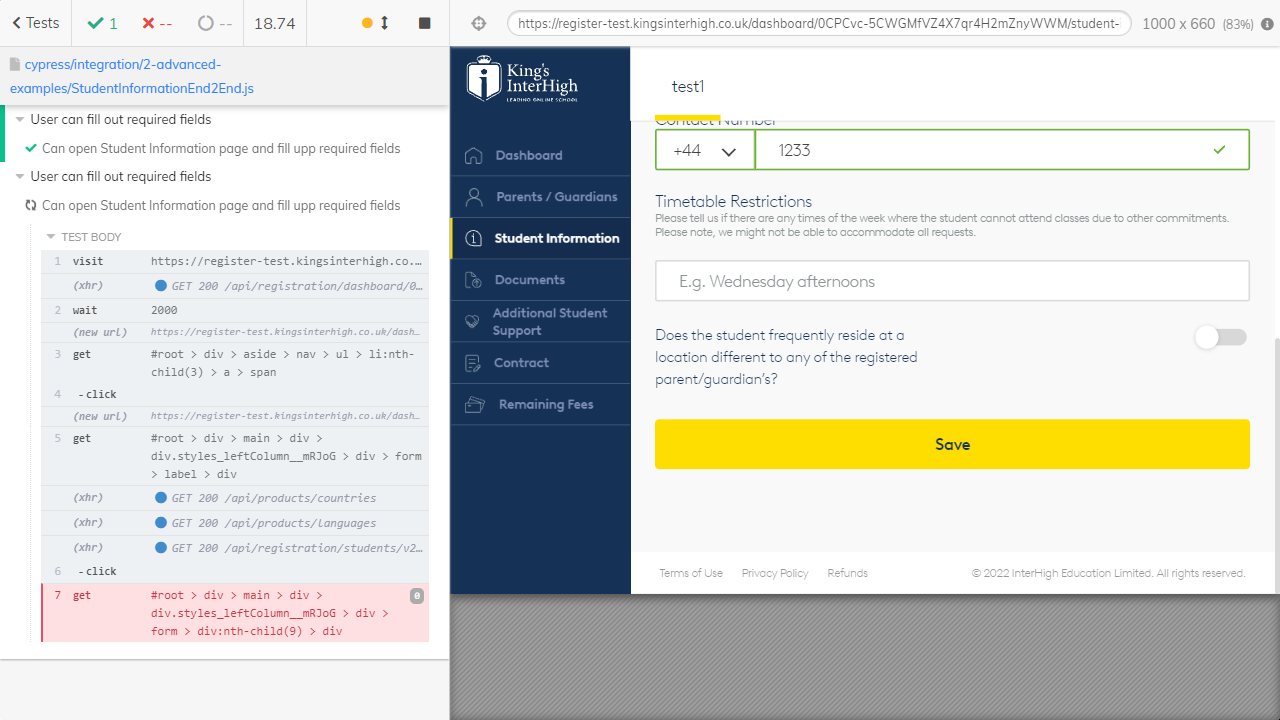 Tests
1
--
--
18.74
https://register-test.kingsinterhigh.co.uk/dashboard/0CPCvc-5CWGMfVZ4X7qr4H2mZnyWWM/student-
1000 x 660 (83%)
cypress/integration/2-advanced-
examples/StudentInformationEnd2End.js
User can fill out required fields
Can open Student Information page and fill upp required fields
User can fill out required fields
Can open Student Information page and fill upp required fields
TEST BODY
1 visit https://register-test.kingsinterhigh.co.…
(xhr) GET 200 /api/registration/dashboard/0…
2 wait 2000
(new url) https://register-test.kingsinterhigh.co.uk/dash…
3 get #root > div > aside > nav > ul > li:nth-
child(3) > a > span
4 -click
(new url) https://register-test.kingsinterhigh.co.uk/dash…
5 get #root > div > main > div >
div.styles_leftColumn__mRJoG > div > form
> label > div
(xhr) GET 200 /api/products/countries
(xhr) GET 200 /api/products/languages
(xhr) GET 200 /api/registration/students/v2…
6 -click
7 get #root > div > main > div > 0
div.styles_leftColumn__mRJoG > div >
form > div:nth-child(9) > div
King's
InterHigh
LEADING ONLINE SCHOOL
Dashboard
Parents / Guardians
Student Information
Documents
Additional Student
Support
Contract
Remaining Fees
test1
Contact Number
+44
1233
Timetable Restrictions
Please tell us if there are any times of the week where the student cannot attend classes due to other commitments.
Please note, we might not be able to accommodate all requests.
E.g. Wednesday afternoons
Does the student frequently reside at a
location different to any of the registered
parent/guardian's?
Save
Terms of Use Privacy Policy Refunds © 2022 InterHigh Education Limited. All rights reserved.